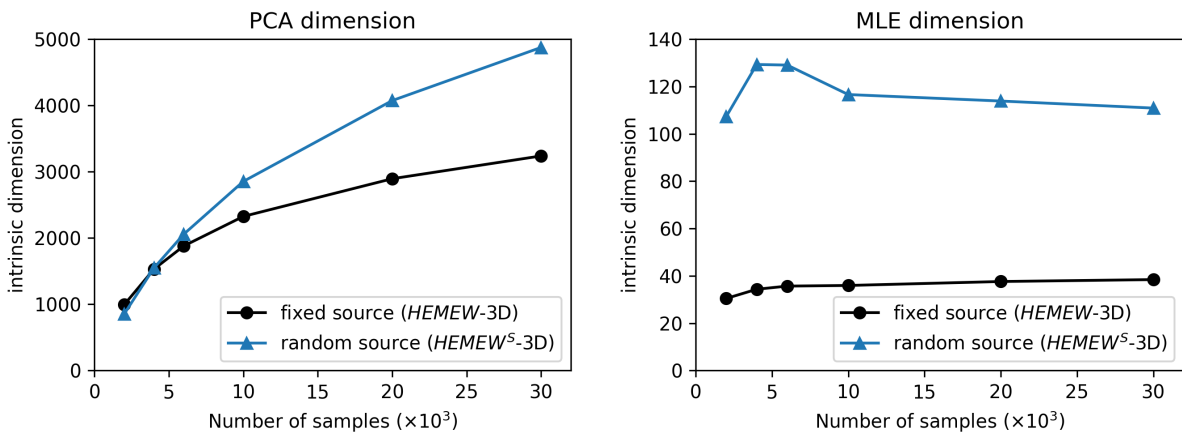 PCA dimension
intrinsic dimension
5000
4000
3000
2000
1000
0
0 5 10 15 20 25 30
Number of samples (×10³)
fixed source (HEMEW-3D)
random source (HEMEWˢ-3D)
MLE dimension
intrinsic dimension
140
120
100
80
60
40
20
0
0 5 10 15 20 25 30
Number of samples (×10³)
fixed source (HEMEW-3D)
random source (HEMEWˢ-3D)